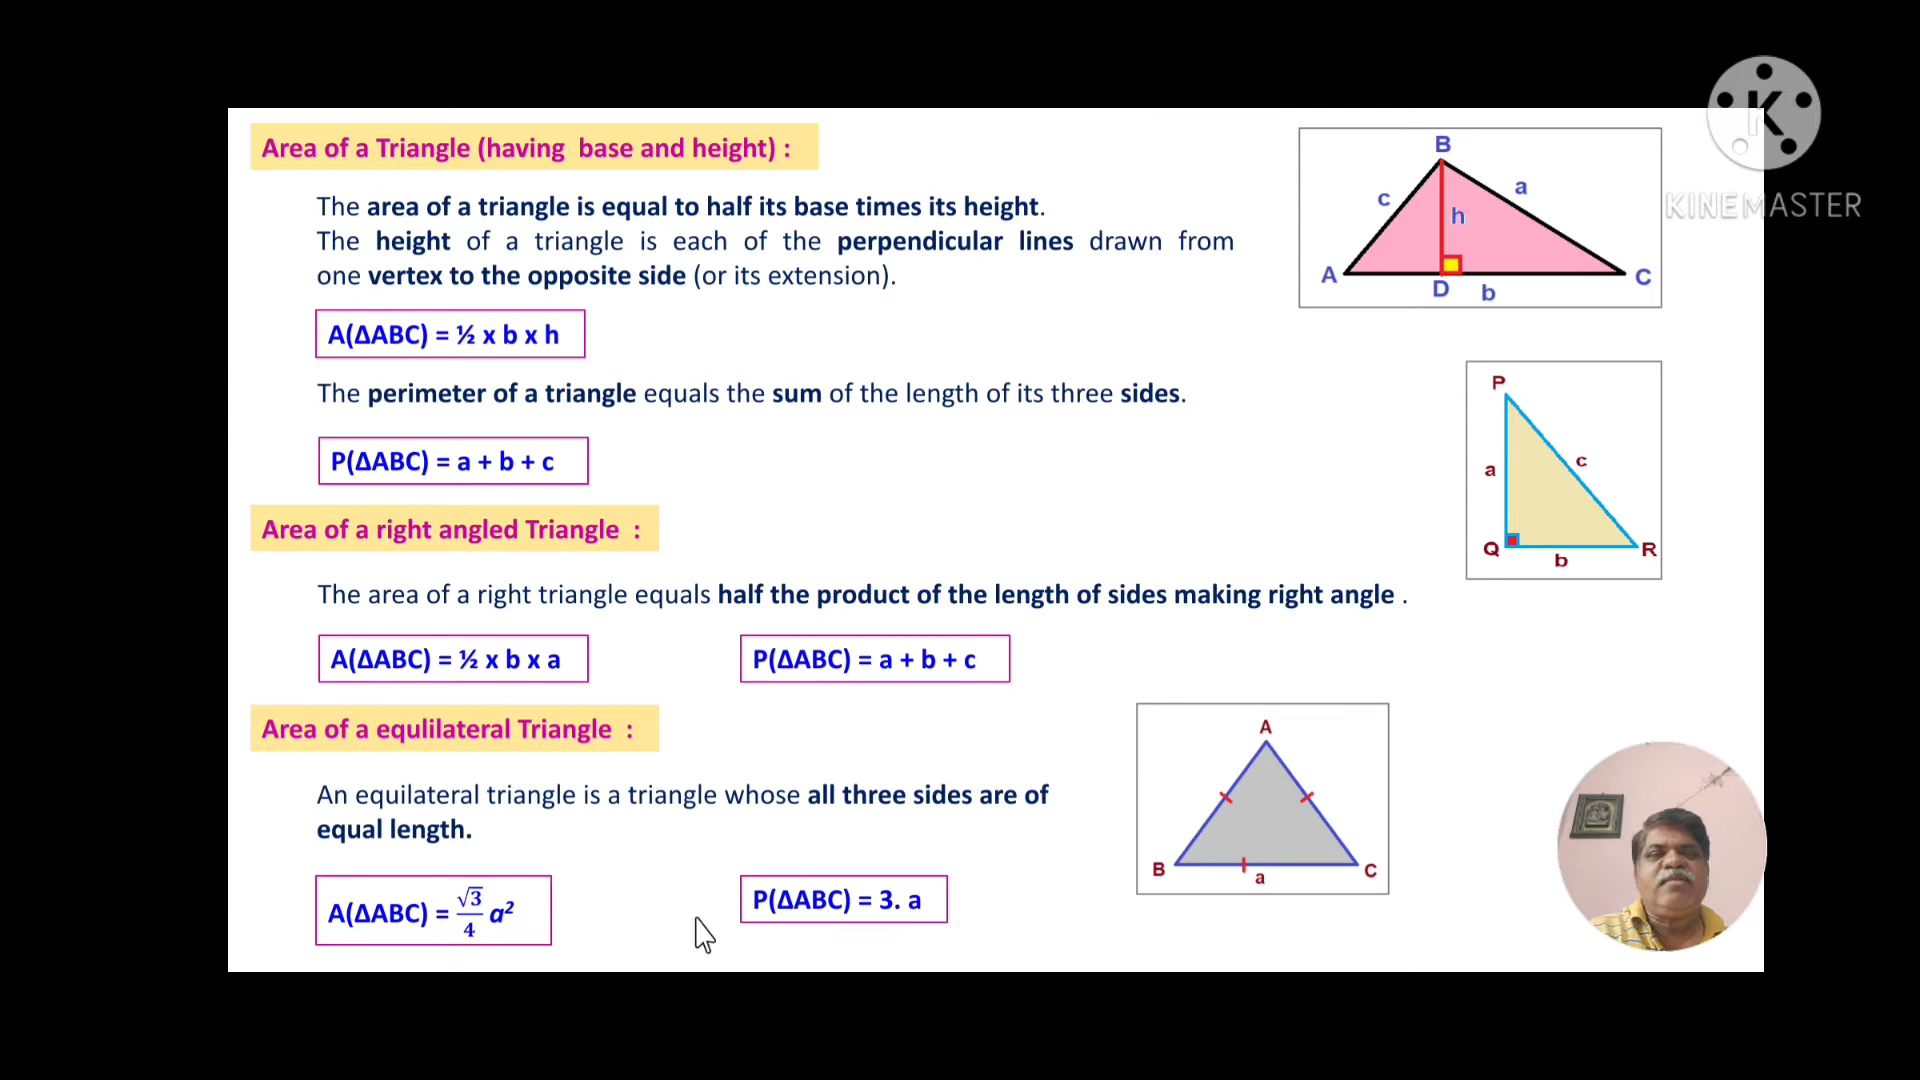 Area of a Triangle (having base and height) :
The area of a triangle is equal to half its base times its height.
The height of a triangle is each of the perpendicular lines drawn from
one vertex to the opposite side (or its extension).
A(ΔABC) = ½ x b x h
The perimeter of a triangle equals the sum of the length of its three sides.
P(ΔABC) = a + b + c
B
c
a
h
A
D
b
C
K
KINEMASTER
P
a
c
Q
b
R
Area of a right angled Triangle :
The area of a right triangle equals half the product of the length of sides making right angle .
A(ΔABC) = ½ x b x a
P(ΔABC) = a + b + c
Area of a equlilateral Triangle :
An equilateral triangle is a triangle whose all three sides are of
equal length.
A(ΔABC) = √3/4 a²
P(ΔABC) = 3. a
A
B
a
C